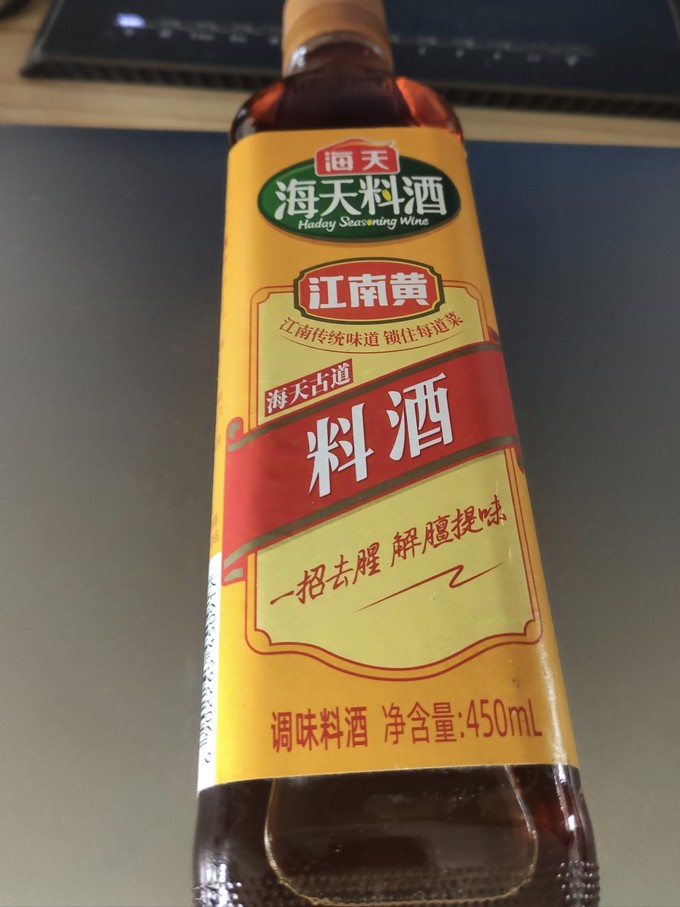 海天
海天料酒
Haday Seasoning Wine
江南黄
江南传统味道 锁住每道菜
海天古道
料酒
一招去腥 解膻提味
调味料酒 净含量:450mL